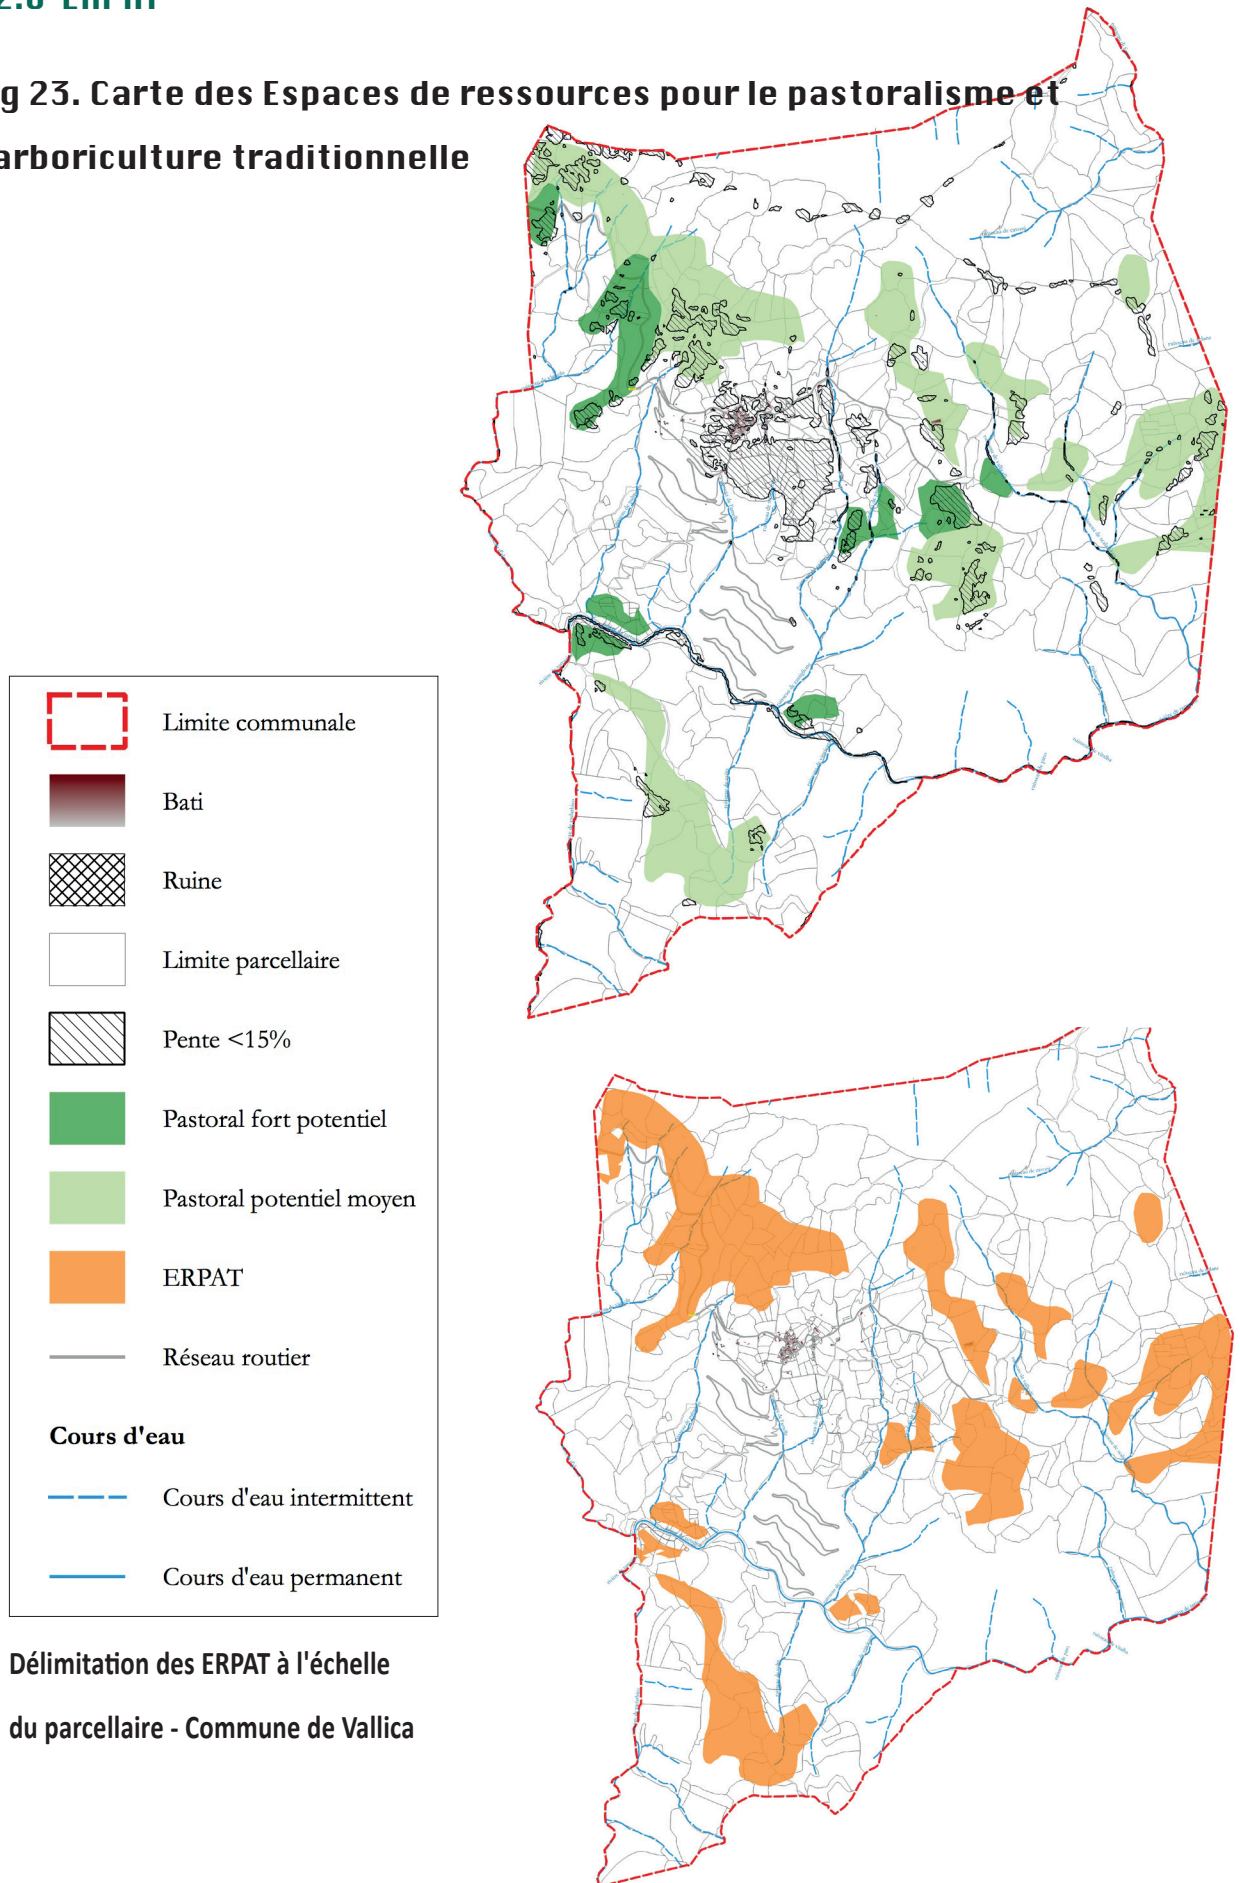 g 23. Carte des Espaces de ressources pour le pastoralisme et
arboriculture traditionnelle
Limite communale
Bati
Ruine
Limite parcellaire
Pente <15%
Pastoral fort potentiel
Pastoral potentiel moyen
ERPAT
Réseau routier
Cours d'eau
Cours d'eau intermittent
Cours d'eau permanent
Délimitation des ERPAT à l'échelle
du parcellaire - Commune de Vallica